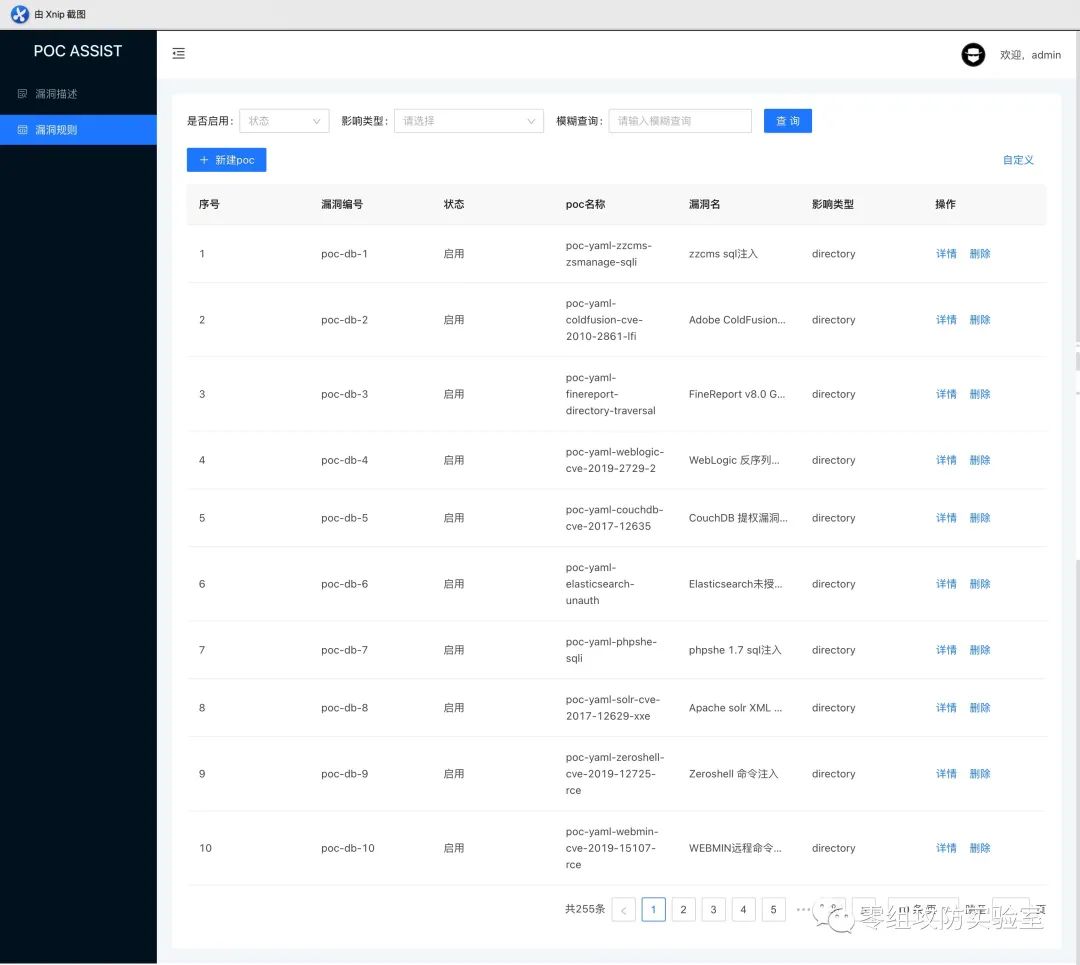 由 Xnip 截图
POC ASSIST
欢迎, admin
漏洞描述
漏洞规则
是否启用: 状态 影响类型: 请选择 模糊查询: 请输入模糊查询 查 询
+ 新建poc 自定义
序号 漏洞编号 状态 poc名称 漏洞名 影响类型 操作
1 poc-db-1 启用 poc-yaml-zzcms- zzcms sql注入 directory 详情 删除
zsmanage-sqli
poc-yaml-
2 poc-db-2 启用 coldfusion-cve- Adobe ColdFusion... directory 详情 删除
2010-2861-lfi
poc-yaml-
3 poc-db-3 启用 finereport- FineReport v8.0 G... directory 详情 删除
directory-traversal
4 poc-db-4 启用 poc-yaml-weblogic- WebLogic 反序列... directory 详情 删除
cve-2019-2729-2
5 poc-db-5 启用 poc-yaml-couchdb- CouchDB 提权漏洞... directory 详情 删除
cve-2017-12635
poc-yaml-
6 poc-db-6 启用 elasticsearch- Elasticsearch未授... directory 详情 删除
unauth
7 poc-db-7 启用 poc-yaml-phpshe- phpshe 1.7 sql注入 directory 详情 删除
sqli
8 poc-db-8 启用 poc-yaml-solr-cve- Apache solr XML ... directory 详情 删除
2017-12629-xxe
poc-yaml-zeroshell-
9 poc-db-9 启用 cve-2019-12725- Zeroshell 命令注入 directory 详情 删除
rce
poc-yaml-webmin-
10 poc-db-10 启用 cve-2019-15107- WEBMIN远程命令... directory 详情 删除
rce
共255条 < 1 2 3 4 5 ••• 页
零组攻防实验室